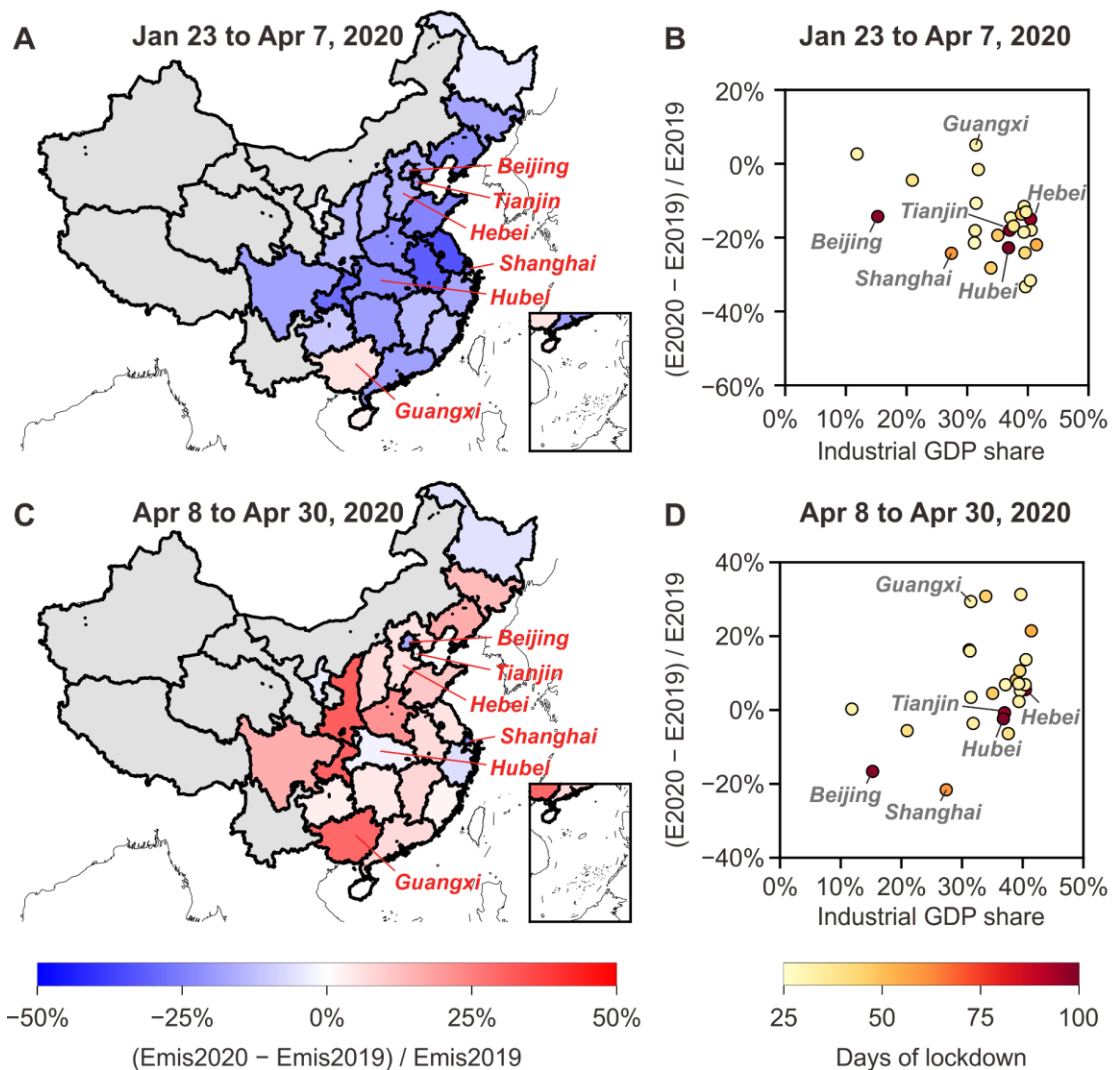 A
Jan 23 to Apr 7, 2020
Beijing
Tianjin
Hebei
Shanghai
Hubei
Guangxi
B
Jan 23 to Apr 7, 2020
(E2020 − E2019) / E2019
20%
0%
−20%
−40%
−60%
Guangxi
Hebei
Tianjin
Beijing
Shanghai
Hubei
0% 10% 20% 30% 40% 50%
Industrial GDP share
C
Apr 8 to Apr 30, 2020
Beijing
Tianjin
Hebei
Shanghai
Hubei
Guangxi
D
Apr 8 to Apr 30, 2020
(E2020 − E2019) / E2019
40%
20%
0%
−20%
−40%
Guangxi
Tianjin
Hebei
Hubei
Beijing
Shanghai
0% 10% 20% 30% 40% 50%
Industrial GDP share
−50% −25% 0% 25% 50%
(Emis2020 − Emis2019) / Emis2019
25 50 75 100
Days of lockdown